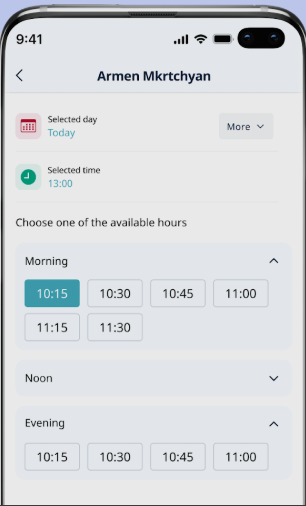 9:41
Armen Mkrtchyan
Selected day
Today
More
Selected time
13:00
Choose one of the available hours
Morning
10:15 10:30 10:45 11:00
11:15 11:30
Noon
Evening
10:15 10:30 10:45 11:00